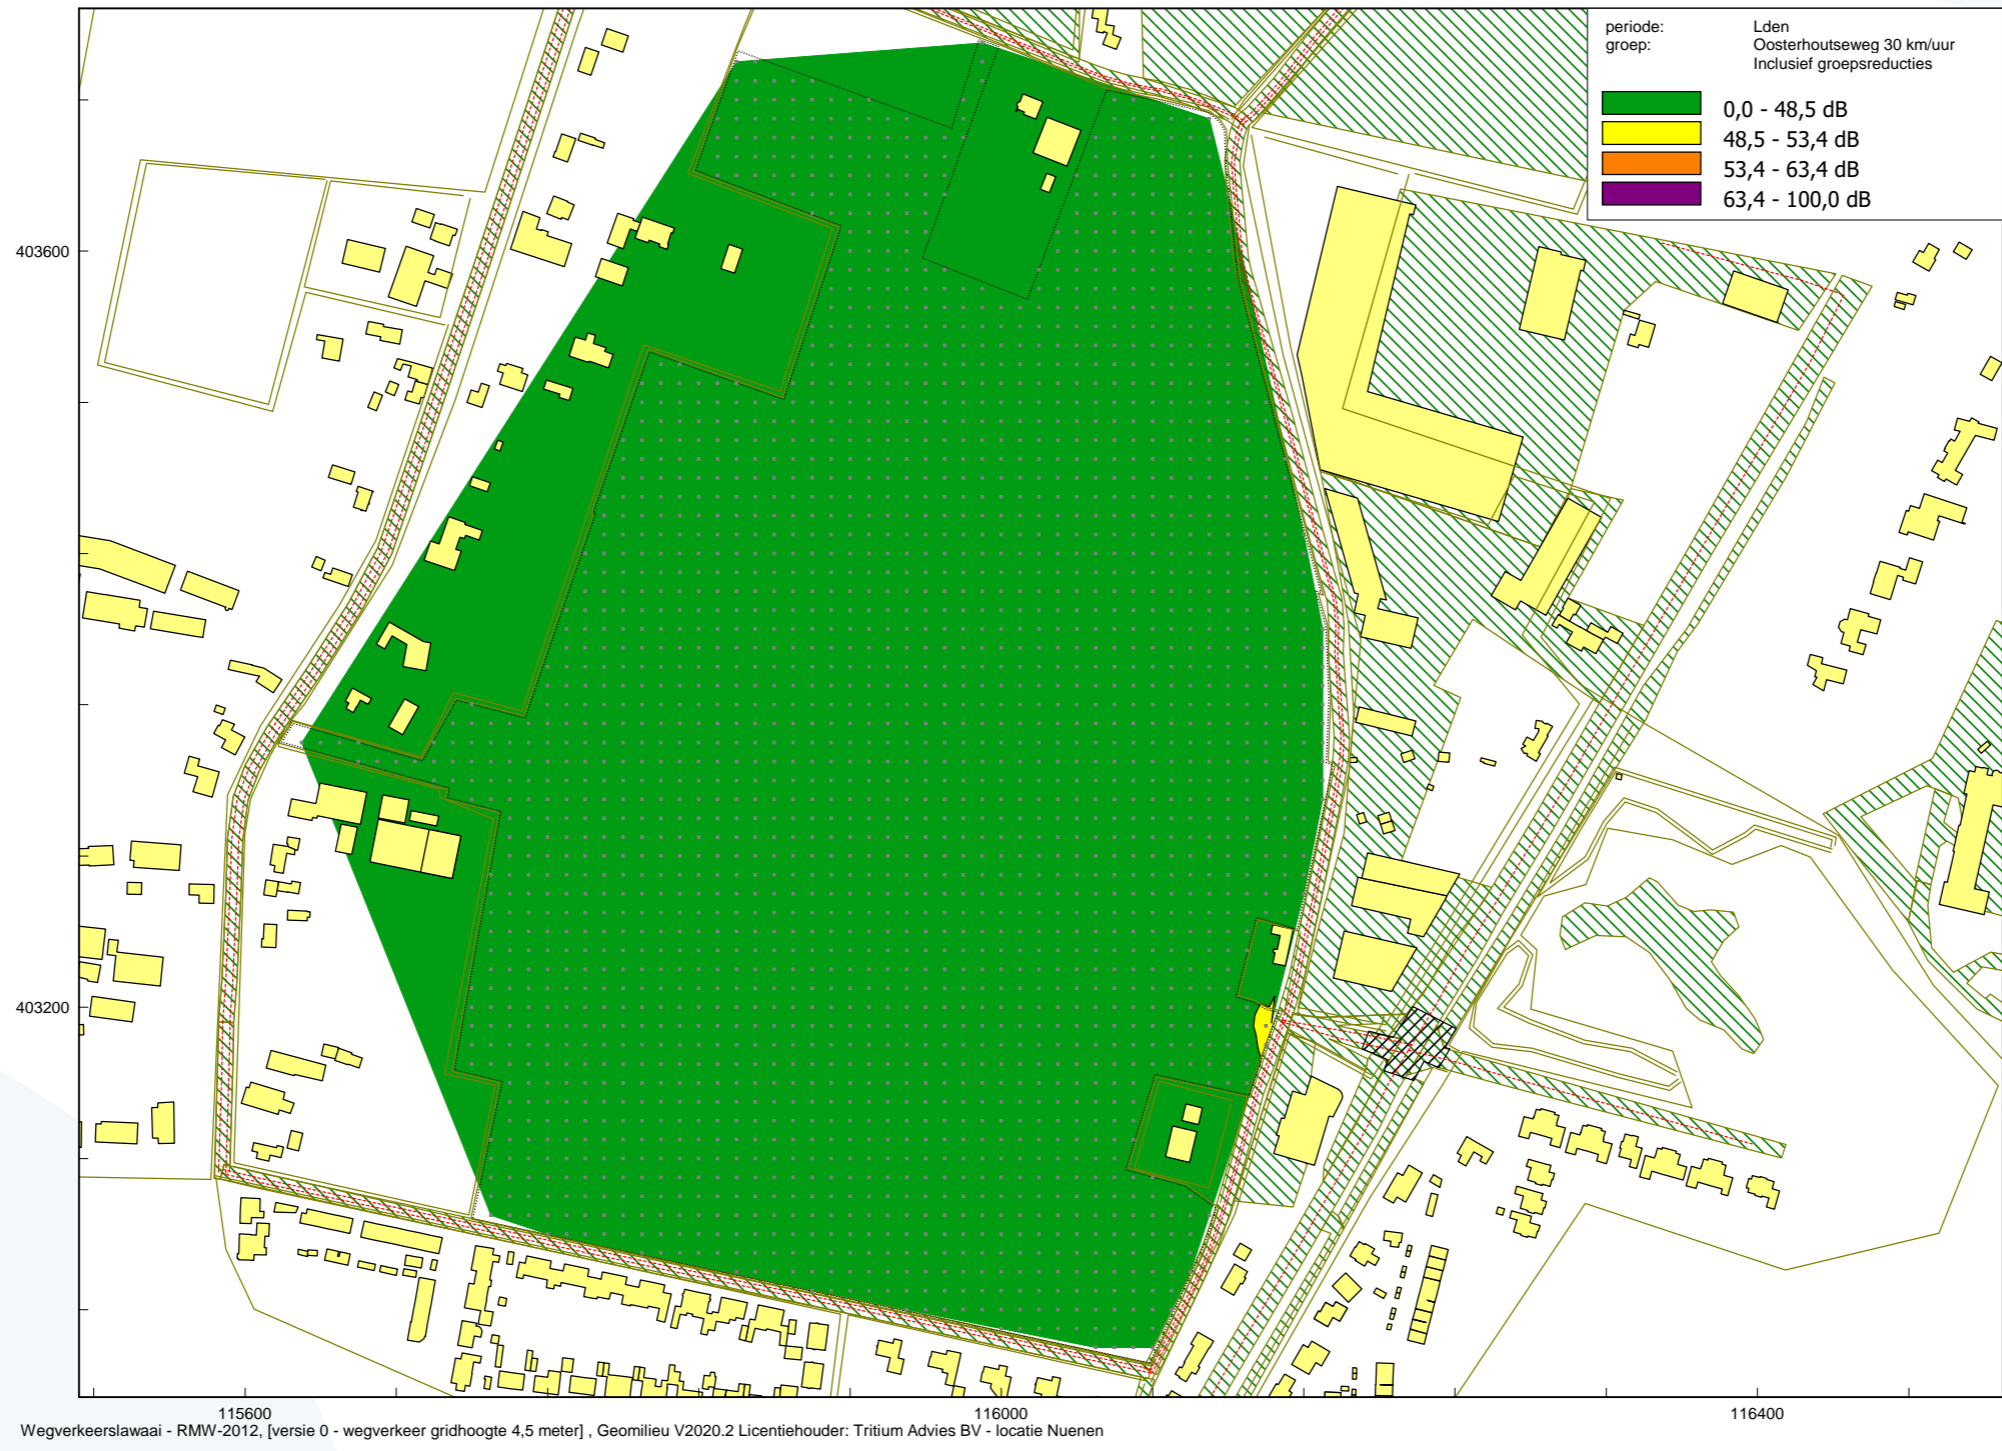 periode: Lden
groep: Oosterhoutseweg 30 km/uur
Inclusief groepsreducties
0,0 - 48,5 dB
48,5 - 53,4 dB
53,4 - 63,4 dB
63,4 - 100,0 dB
403600
403200
115600 116000 116400
Wegverkeerslawaai - RMW-2012, [versie 0 - wegverkeer gridhoogte 4,5 meter] , Geomilieu V2020.2 Licentiehouder: Tritium Advies BV - locatie Nuenen